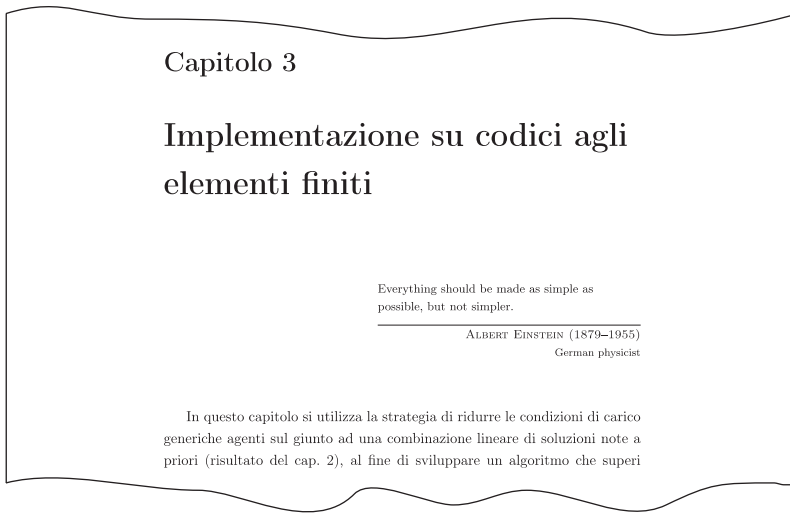 Capitolo 3
Implementazione su codici agli
elementi finiti
Everything should be made as simple as
possible, but not simpler.
Albert Einstein (1879–1955)
German physicist
In questo capitolo si utilizza la strategia di ridurre le condizioni di carico
generiche agenti sul giunto ad una combinazione lineare di soluzioni note a
priori (risultato del cap. 2), al fine di sviluppare un algoritmo che superi